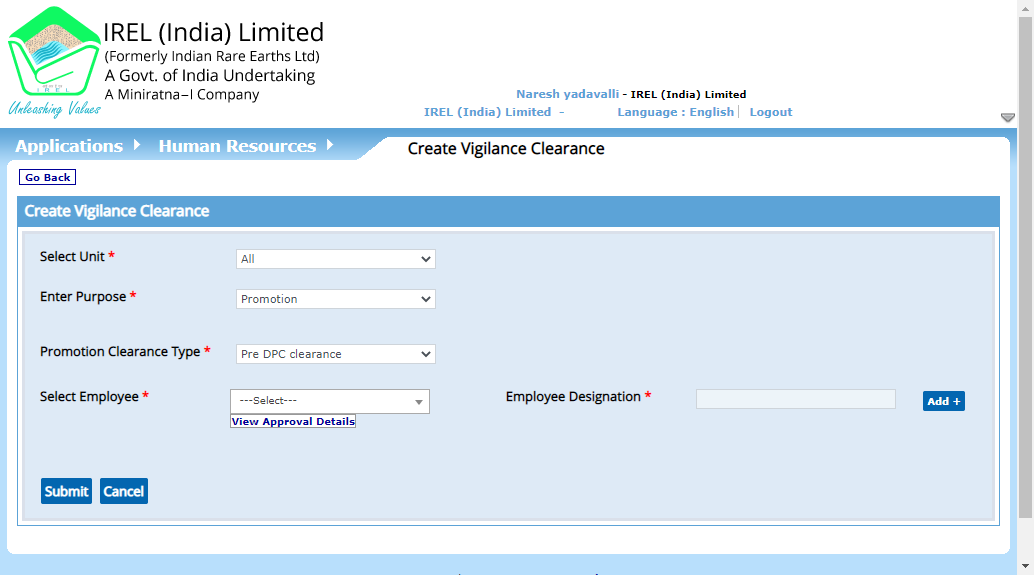 IREL (India) Limited
(Formerly Indian Rare Earths Ltd)
A Govt. of India Undertaking
A Miniratna–I Company
IREL
Unleashing Values
Naresh yadavalli - IREL (India) Limited
IREL (India) Limited - Language : English Logout
Applications Human Resources Create Vigilance Clearance
Go Back
Create Vigilance Clearance
Select Unit * All
Enter Purpose * Promotion
Promotion Clearance Type * Pre DPC clearance
Select Employee * ---Select--- Employee Designation * Add +
View Approval Details
Submit Cancel